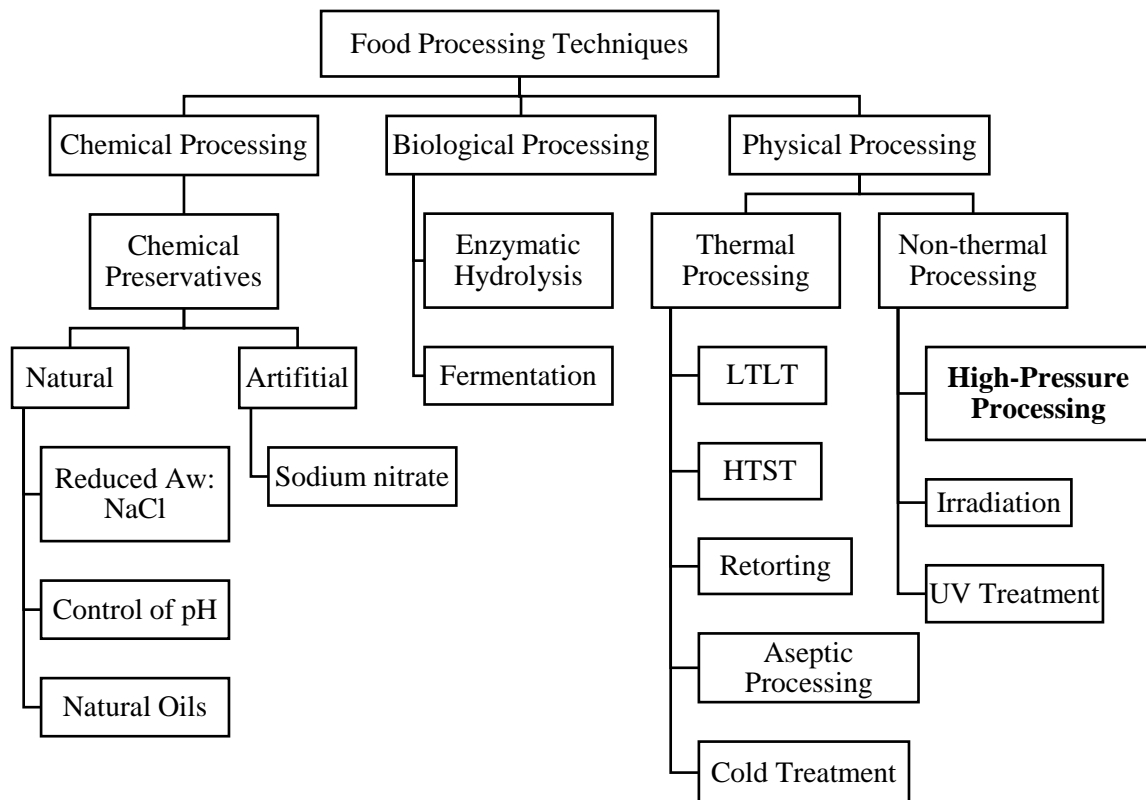 Food Processing Techniques
Chemical Processing
Biological Processing
Physical Processing
Chemical
Preservatives
Enzymatic
Hydrolysis
Thermal
Processing
Non-thermal
Processing
Natural
Artifitial
Fermentation
LTLT
High-Pressure
Processing
Reduced Aw:
NaCl
Sodium nitrate
HTST
Irradiation
Control of pH
Retorting
UV Treatment
Natural Oils
Aseptic
Processing
Cold Treatment